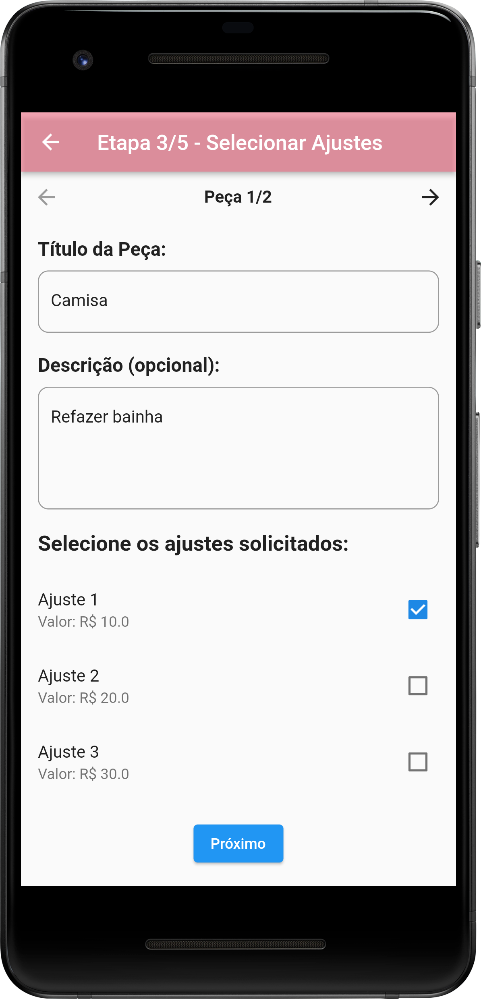 Etapa 3/5 - Selecionar Ajustes
Peça 1/2
Título da Peça:
Camisa
Descrição (opcional):
Refazer bainha
Selecione os ajustes solicitados:
Ajuste 1
Valor: R$ 10.0
Ajuste 2
Valor: R$ 20.0
Ajuste 3
Valor: R$ 30.0
Próximo